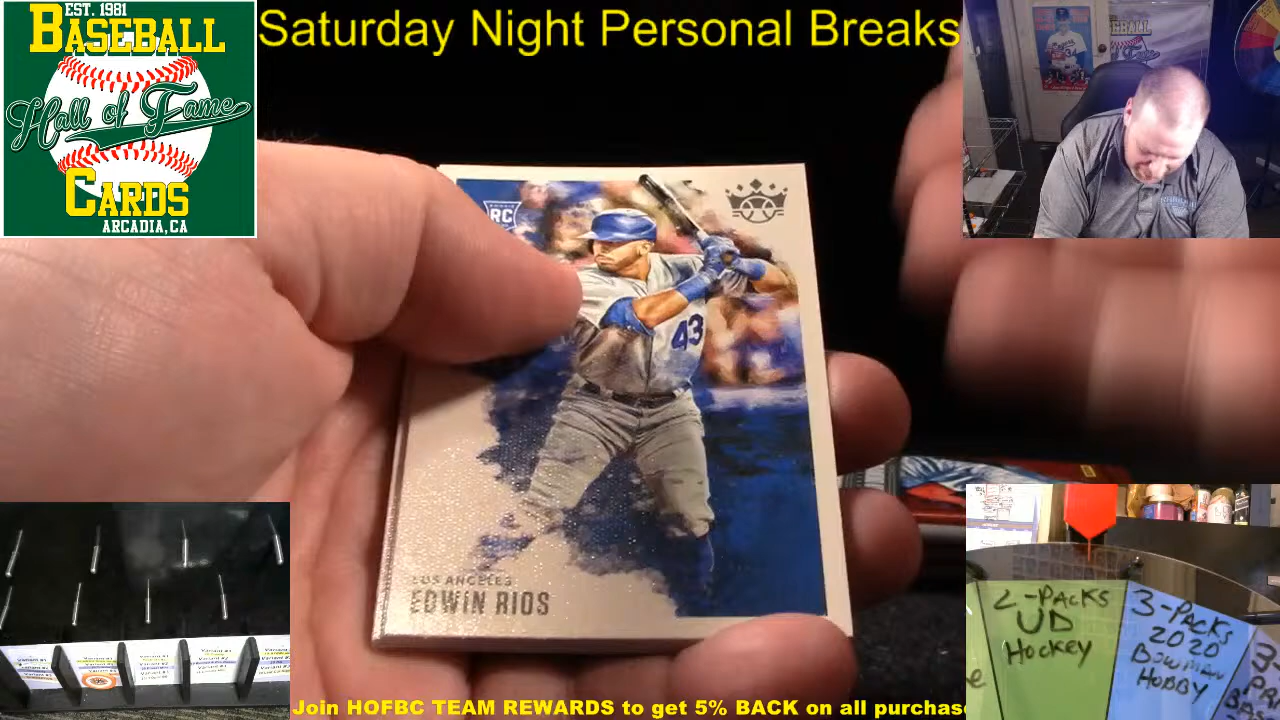 EST. 1981
BASEBALL
Hall of Fame
CARDS
ARCADIA, CA
Saturday Night Personal Breaks
RC
43
LOS ANGELES
EDWIN RIOS
2-PACKS
UD
HOCKEY
3-PACKS
2020
BOWMAN
HOBBY
Join HOFBC TEAM REWARDS to get 5% BACK on all purchas